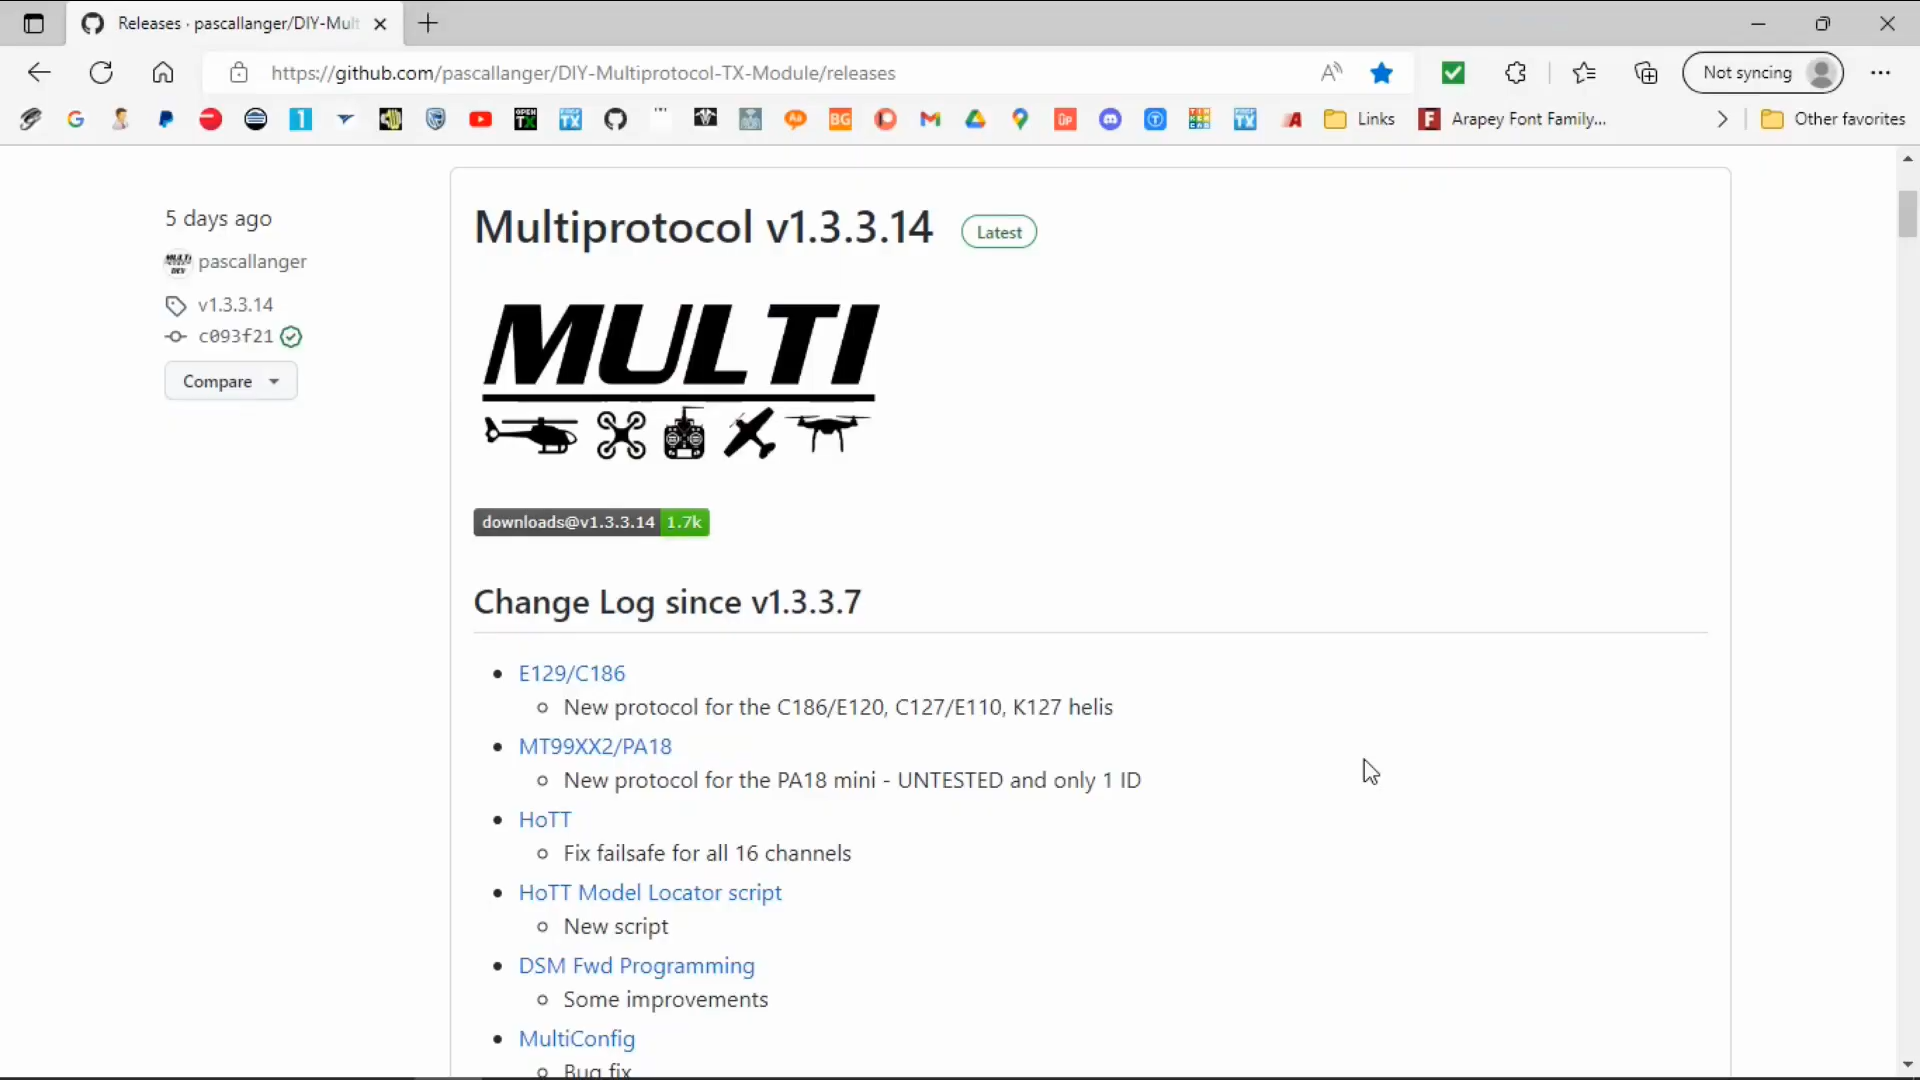 Releases · pascallanger/DIY-Mult
https://github.com/pascallanger/DIY-Multiprotocol-TX-Module/releases
Not syncing
Links
Arapey Font Family...
Other favorites
5 days ago
pascallanger
v1.3.3.14
c093f21
Compare
Multiprotocol v1.3.3.14
Latest
MULTI
downloads@v1.3.3.14 1.7k
Change Log since v1.3.3.7
E129/C186
New protocol for the C186/E120, C127/E110, K127 helis
MT99XX2/PA18
New protocol for the PA18 mini - UNTESTED and only 1 ID
HoTT
Fix failsafe for all 16 channels
HoTT Model Locator script
New script
DSM Fwd Programming
Some improvements
MultiConfig
Bug fix